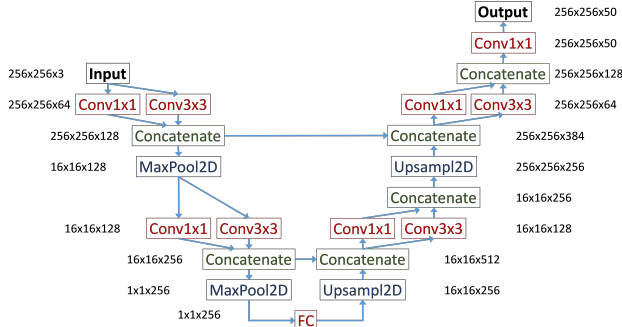 Output 256x256x50
Conv1x1 256x256x50
256x256x3 Input Concatenate 256x256x128
256x256x64 Conv1x1 Conv3x3 Conv1x1 Conv3x3 256x256x64
256x256x128 Concatenate Concatenate 256x256x384
16x16x128 MaxPool2D Upsampl2D 256x256x256
Concatenate 16x16x256
16x16x128 Conv1x1 Conv3x3 Conv1x1 Conv3x3 16x16x128
16x16x256 Concatenate Concatenate 16x16x512
1x1x256 MaxPool2D Upsampl2D 16x16x256
1x1x256 FC